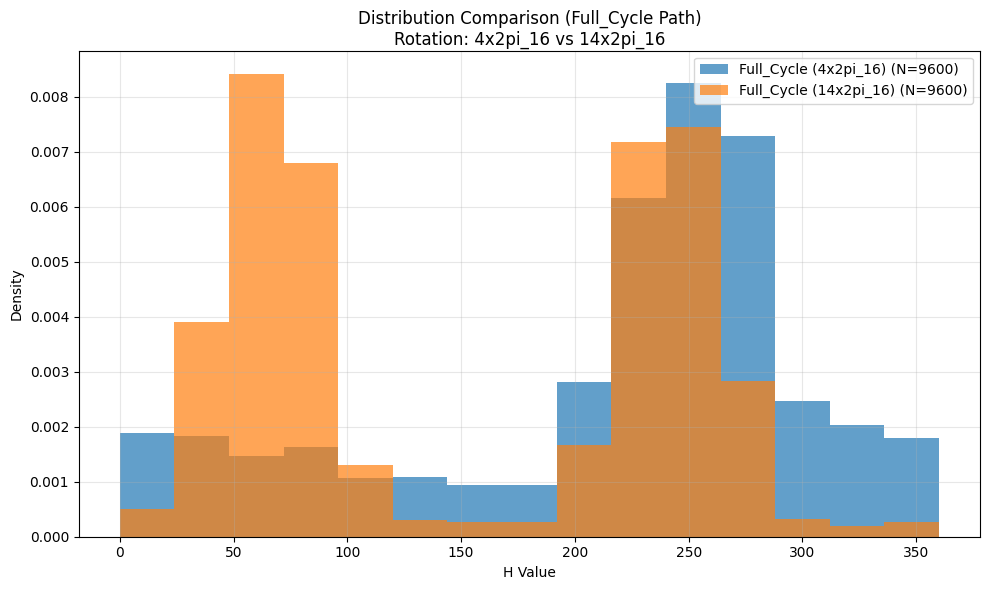 Distribution Comparison (Full_Cycle Path)
Rotation: 4x2pi_16 vs 14x2pi_16
Full_Cycle (4x2pi_16) (N=9600)
Full_Cycle (14x2pi_16) (N=9600)
Density
0.008
0.007
0.006
0.005
0.004
0.003
0.002
0.001
0.000
0 50 100 150 200 250 300 350
H Value